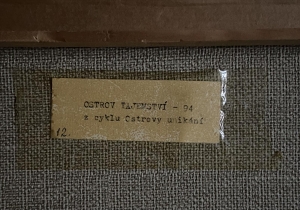 OSTROV TAJEMSTVÍ - 94
z cyklu Ostrovy unikání
12.